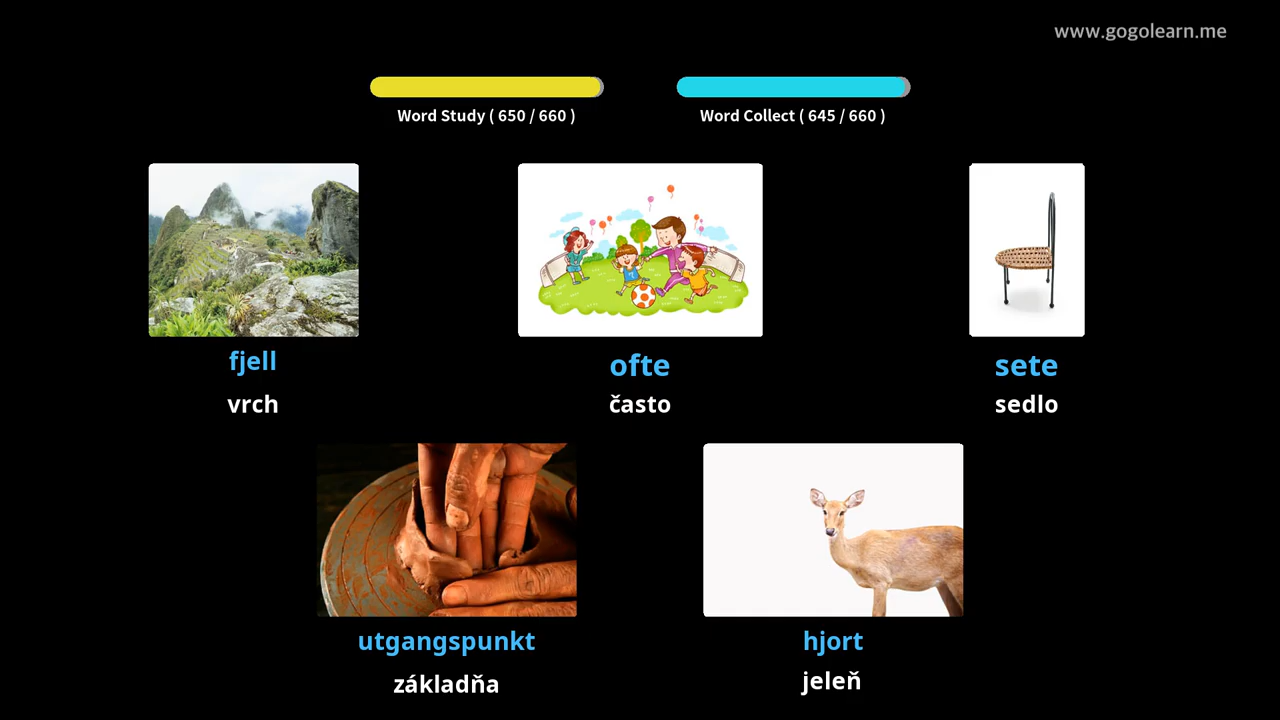 www.gogolearn.me
Word Study ( 650 / 660 )
Word Collect ( 645 / 660 )
fjell
vrch
ofte
často
sete
sedlo
utgangspunkt
základňa
hjort
jeleň